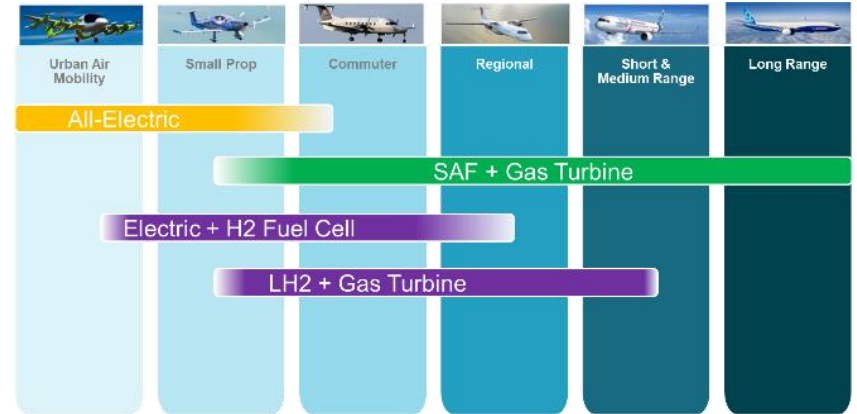 Urban Air
Mobility
Small Prop
Commuter
Regional
Short &
Medium Range
Long Range
All-Electric
SAF + Gas Turbine
Electric + H2 Fuel Cell
LH2 + Gas Turbine